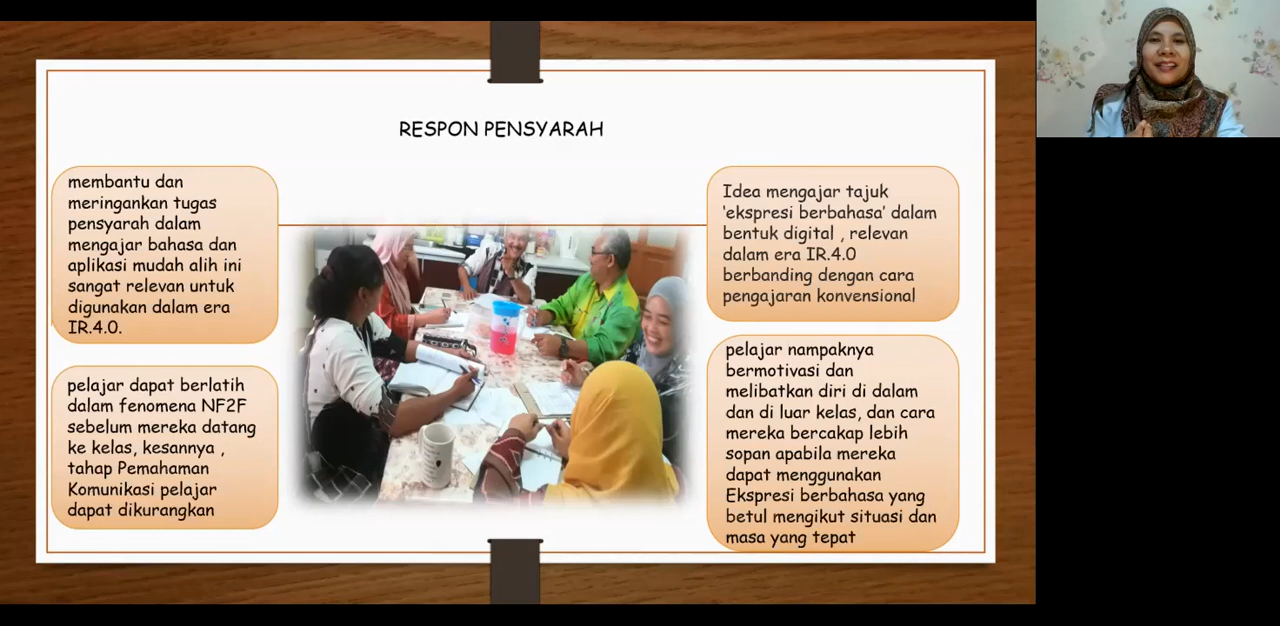 RESPON PENSYARAH
membantu dan
meringankan tugas
pensyarah dalam
mengajar bahasa dan
aplikasi mudah alih ini
sangat relevan untuk
digunakan dalam era
IR.4.0.
pelajar dapat berlatih
dalam fenomena NF2F
sebelum mereka datang
ke kelas, kesannya ,
tahap Pemahaman
Komunikasi pelajar
dapat dikurangkan
Idea mengajar tajuk
'ekspresi berbahasa' dalam
bentuk digital , relevan
dalam era IR.4.0
berbanding dengan cara
pengajaran konvensional
pelajar nampaknya
bermotivasi dan
melibatkan diri di dalam
dan di luar kelas, dan cara
mereka bercakap lebih
sopan apabila mereka
dapat menggunakan
Ekspresi berbahasa yang
betul mengikut situasi dan
masa yang tepat